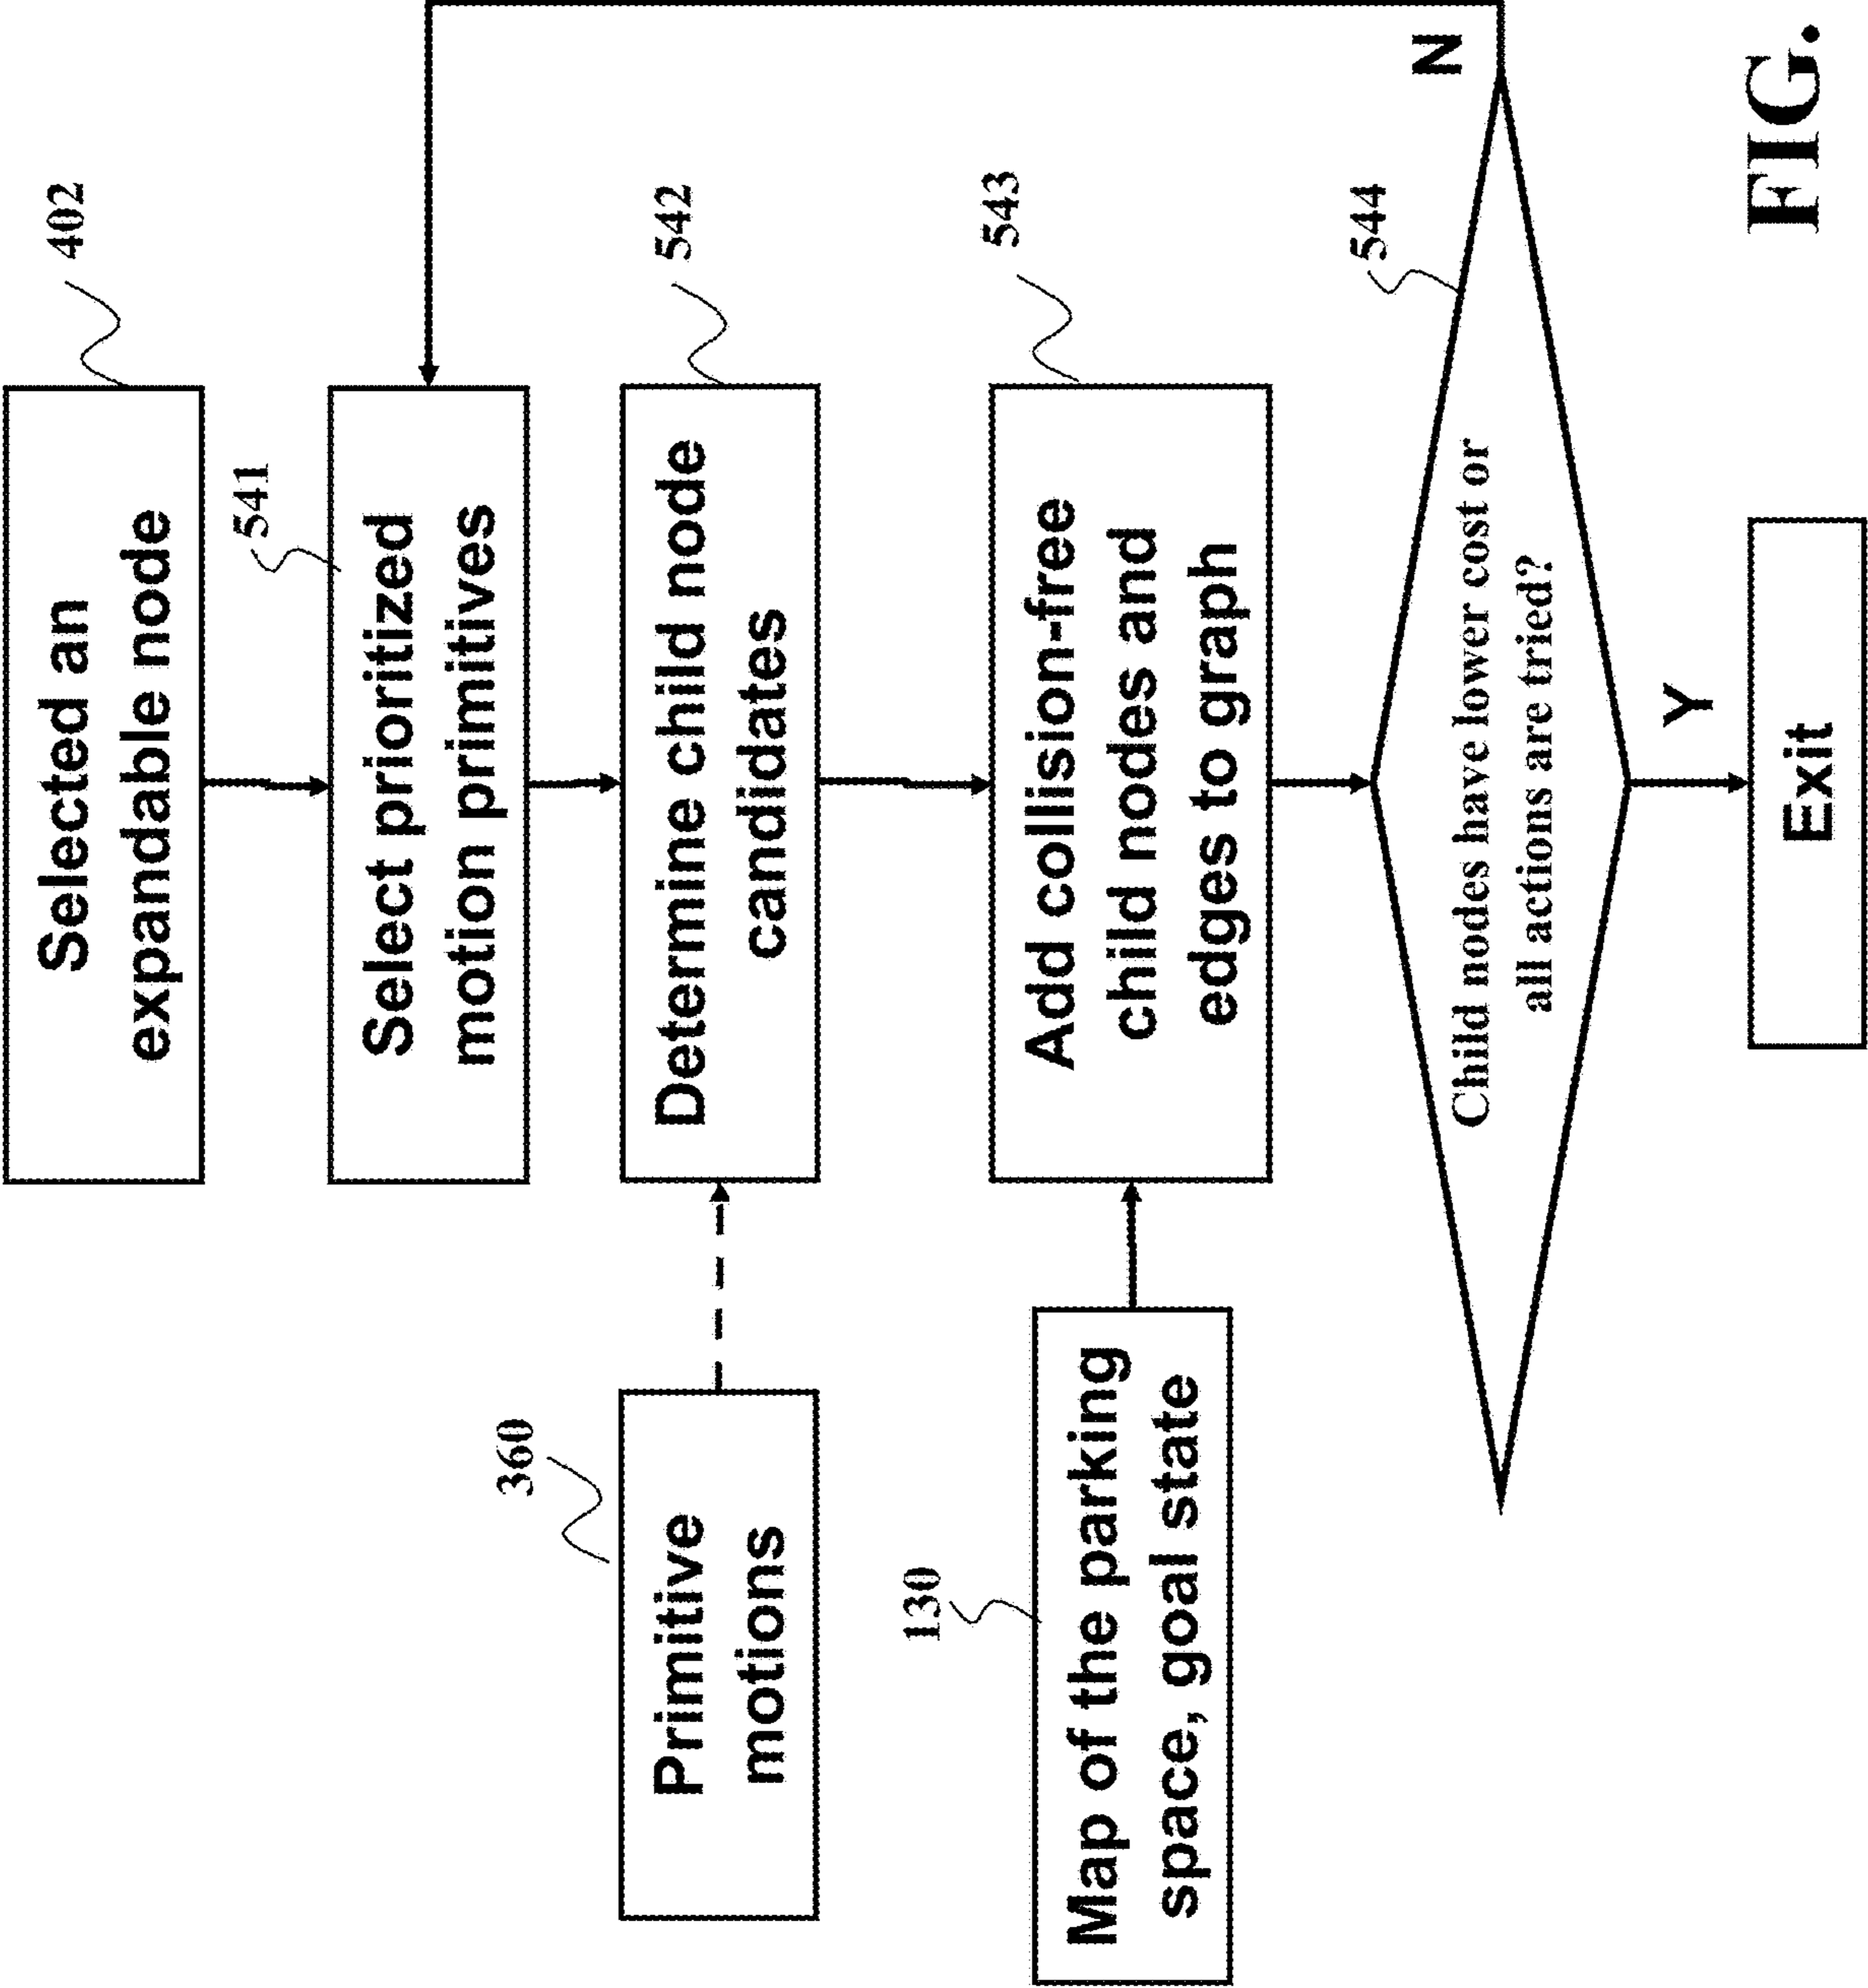 Selected an
expandable node
402
541
Select prioritized
motion primitives
360
Primitive
motions
Determine child node
candidates
542
130
Map of the parking
space, goal state
Add collision-free
child nodes and
edges to graph
543
544
Child nodes have lower cost or
all actions are tried?
N
Y
Exit
FIG.